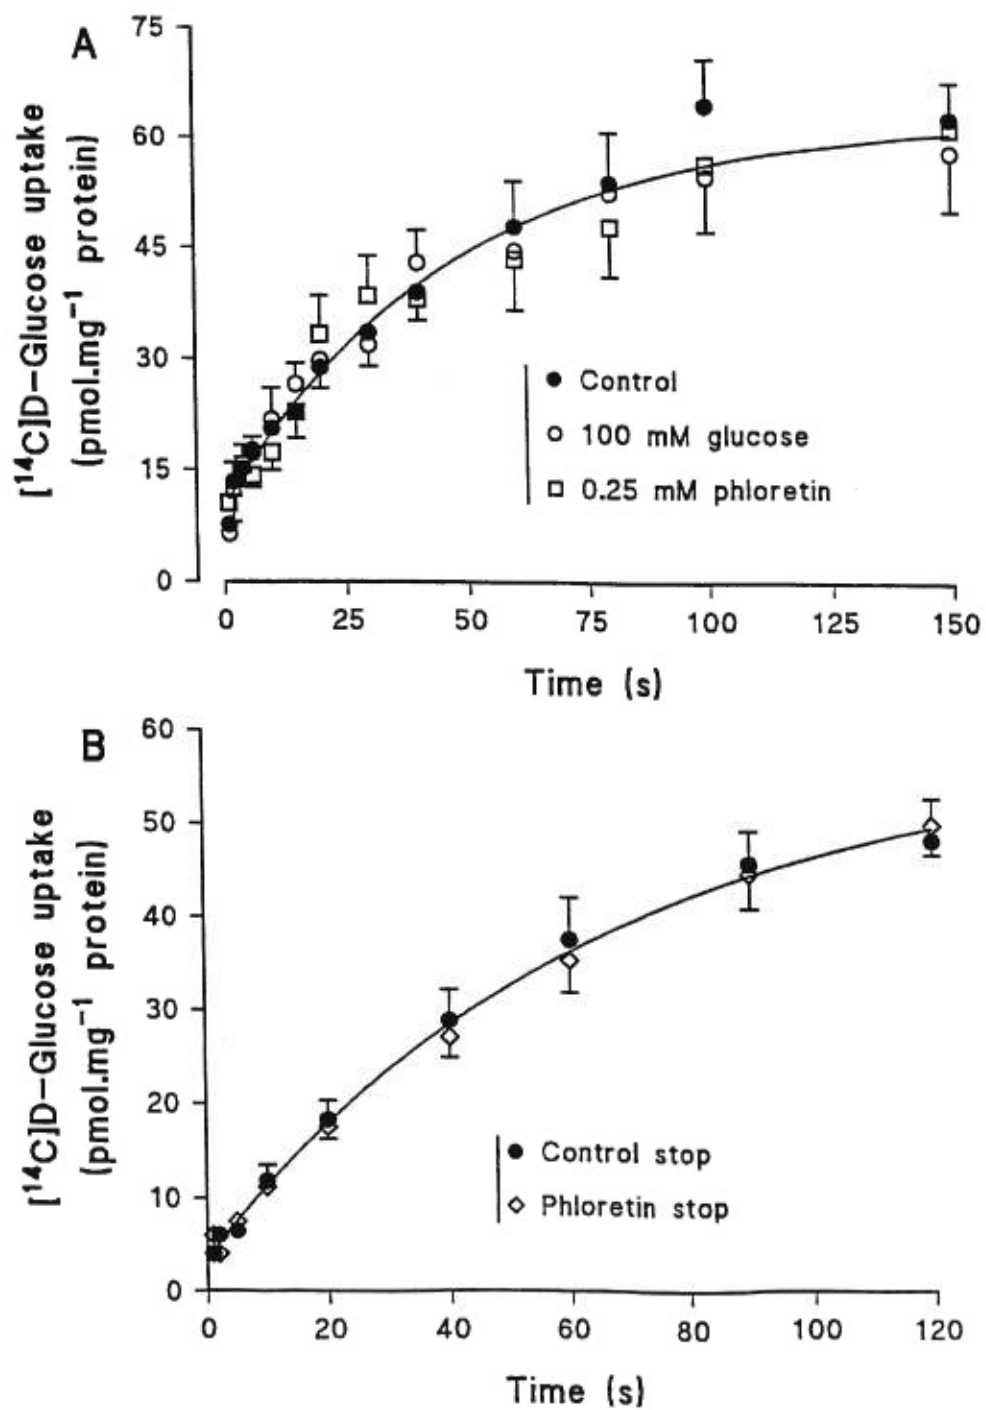 A
75
60
45
30
15
0
[¹⁴C]D–Glucose uptake
(pmol.mg⁻¹ protein)
Control
100 mM glucose
0.25 mM phloretin
0 25 50 75 100 125 150
Time (s)
B
60
50
40
30
20
10
0
[¹⁴C]D–Glucose uptake
(pmol.mg⁻¹ protein)
Control stop
Phloretin stop
0 20 40 60 80 100 120
Time (s)